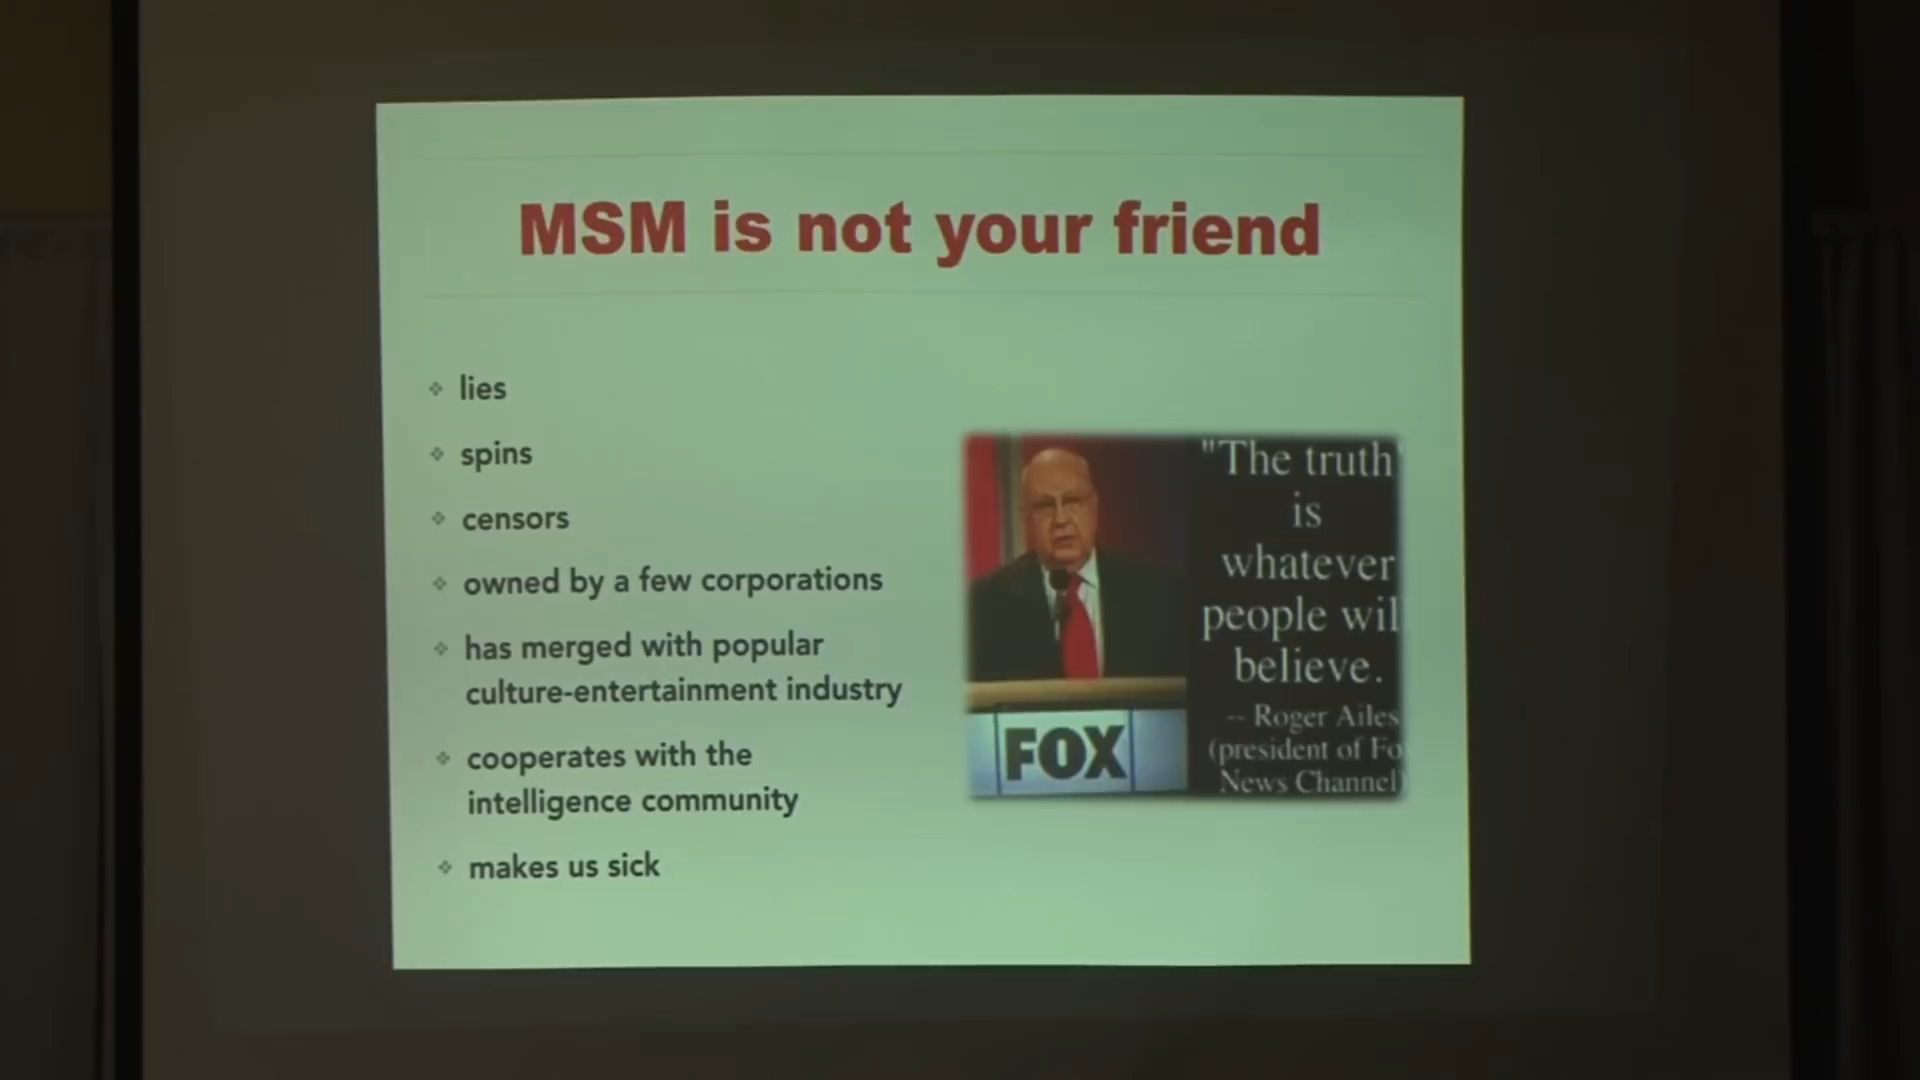 MSM is not your friend
lies
spins
censors
owned by a few corporations
has merged with popular
culture-entertainment industry
cooperates with the
intelligence community
makes us sick
"The truth"
is
whatever
people wil
believe.
-- Roger Ailes
(president of Fo
News Channel)
FOX